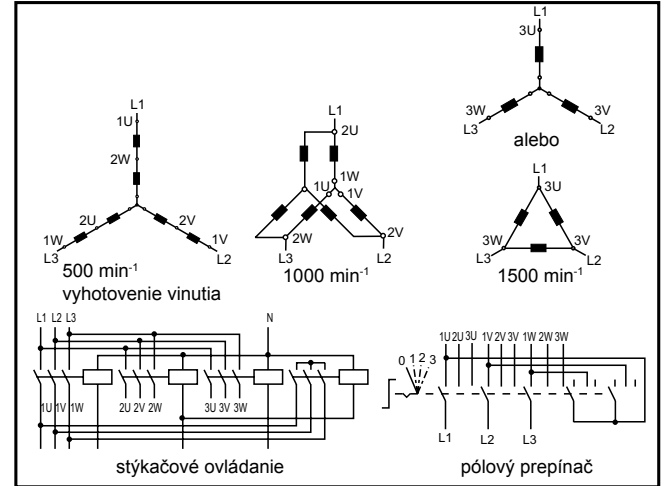 L1
3U
3W
3V
L3
L2
alebo
L1
1U
2W
2U
2V
1W
1V
L3
L2
500 min-1
vyhotovenie vinutia
L1
2U
1W
1U
1V
2W
2V
L3
L2
1000 min-1
L1
3U
3W
3V
L3
L2
1500 min-1
L1 L2 L3
N
1U 1V 1W
2U 2V 2W
3U 3V 3W
stýkačové ovládanie
1U 2U 3U 1V 2V 3V 1W 2W 3W
0 1 2 3
L1
L2
L3
pólový prepínač